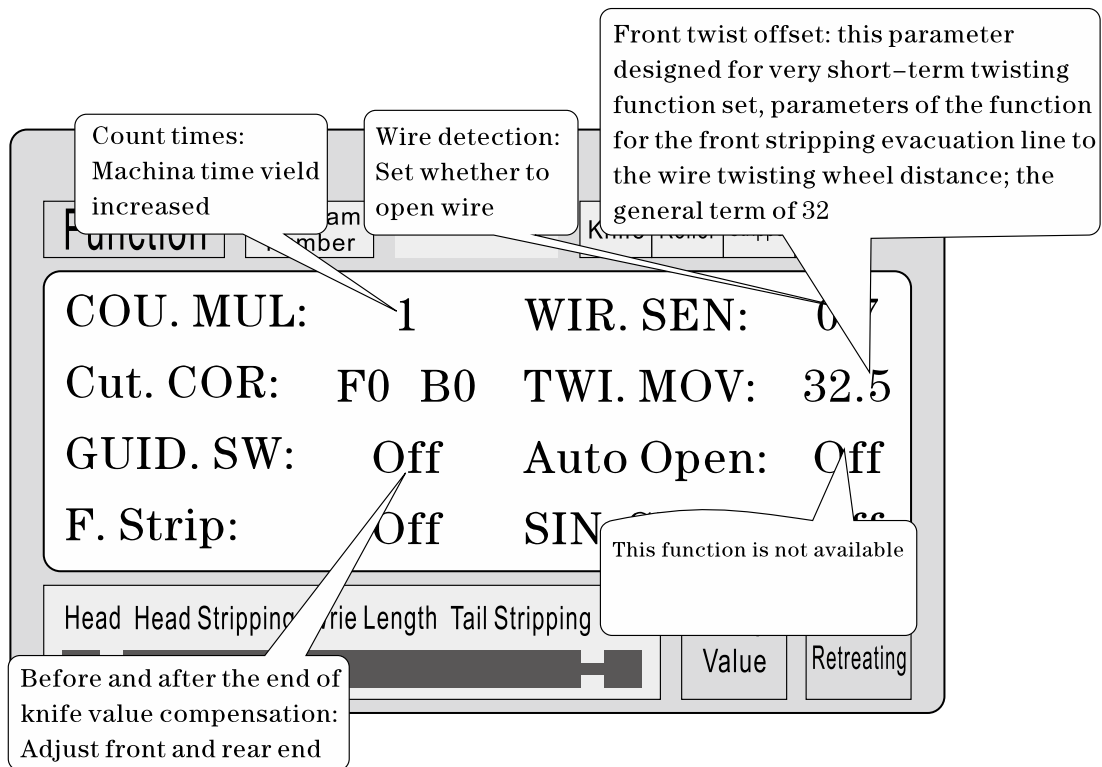 Front twist offset: this parameter
designed for very short-term twisting
function set, parameters of the function
for the front stripping evacuation line to
the wire twisting wheel distance; the
general term of 32
Count times:
Machina time vield
increased
Wire detection:
Set whether to
open wire
Function
COU. MUL: 1 WIR. SEN:
Cut. COR: F0 B0 TWI. MOV: 32.5
GUID. SW: Off Auto Open: Off
F. Strip: Off SIN.
This function is not available
Head Head Stripping Length Tail Stripping
Value Retreating
Before and after the end of
knife value compensation:
Adjust front and rear end